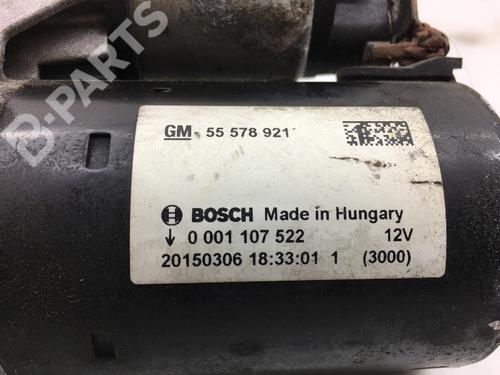 B-PARTS
GM 55 578 921
BOSCH Made in Hungary
0 001 107 522 12V
20150306 18:33:01 1 (3000)